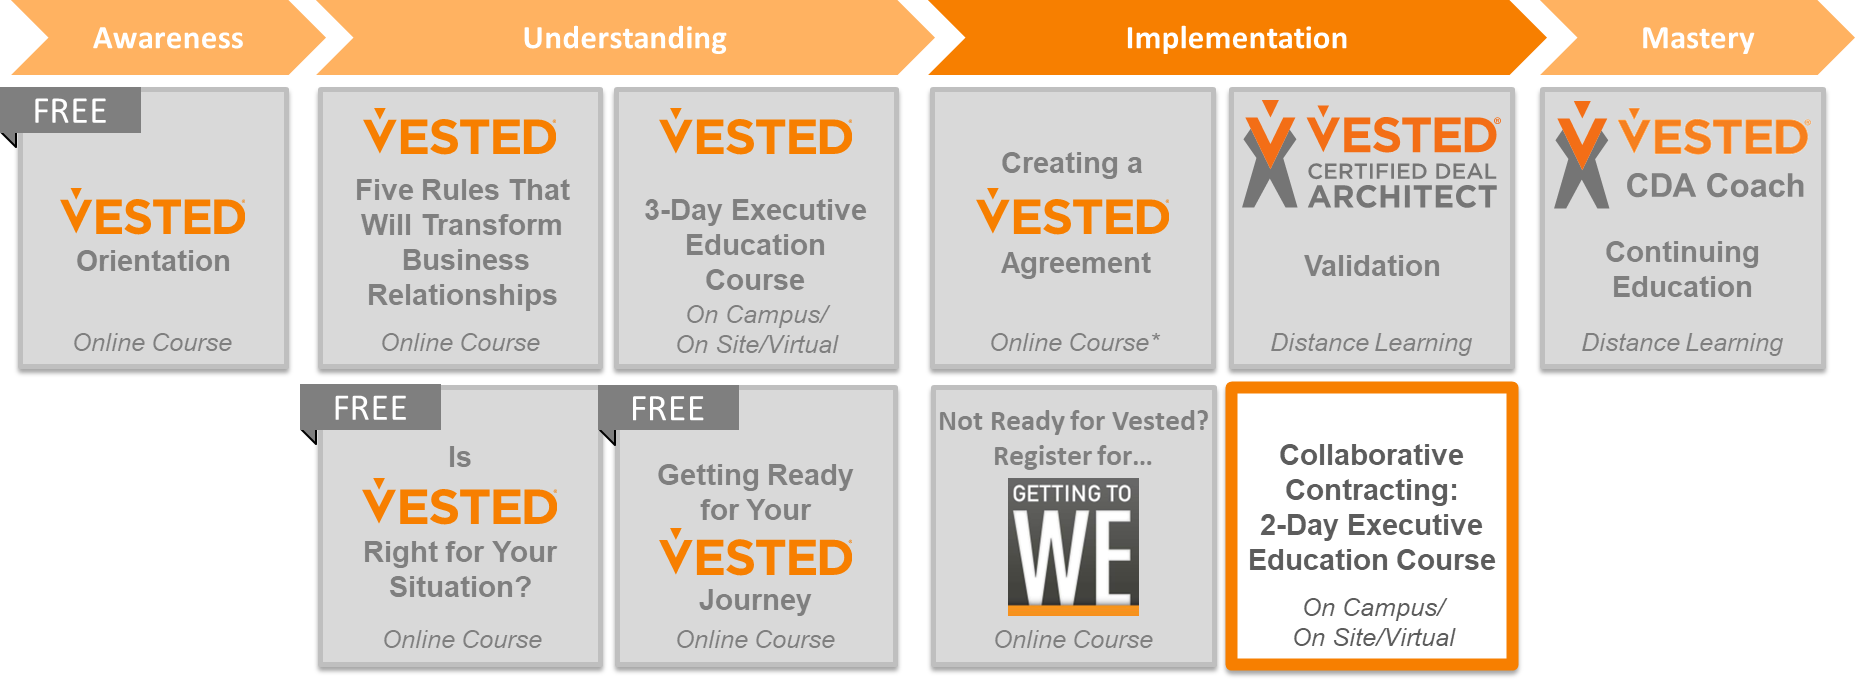 Awareness
Understanding
Implementation
Mastery
FREE
VESTED®
Orientation
Online Course
VESTED®
Five Rules That
Will Transform
Business
Relationships
Online Course
VESTED®
3-Day Executive
Education
Course
On Campus/
On Site/Virtual
Creating a
VESTED®
Agreement
Online Course*
VESTED®
CERTIFIED DEAL
ARCHITECT
Validation
Distance Learning
VESTED™
CDA Coach
Continuing
Education
Distance Learning
FREE
Is
VESTED®
Right for Your
Situation?
Online Course
FREE
Getting Ready
for Your
VESTED®
Journey
Online Course
Not Ready for Vested?
Register for...
GETTING TO
WE
Online Course
Collaborative
Contracting:
2-Day Executive
Education Course
On Campus/
On Site/Virtual